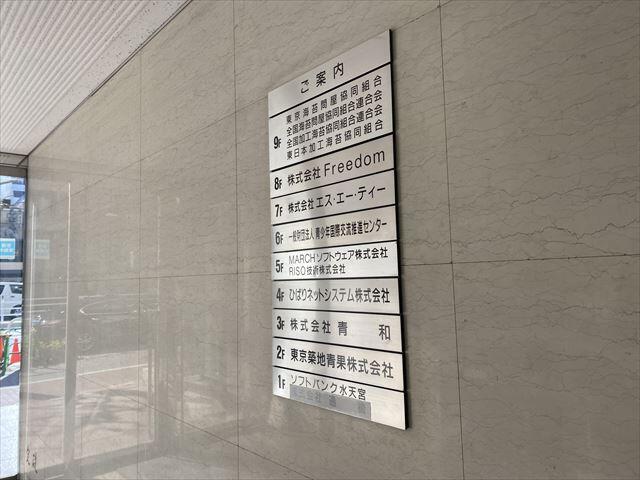 ご案内
9F 東京海苔問屋協同組合
全国海苔問屋協同組合連合会
全国加工海苔協同組合連合会
東日本加工海苔協同組合
8F 株式会社 Freedom
7F 株式会社 エス・エー・ティー
6F 一般財団法人 青少年国際交流推進センター
5F MARCHソフトウェア株式会社
RISO技術株式会社
4F ひばりネットシステム株式会社
3F 株式会社 青和
2F 東京築地青果株式会社
1F ソフトバンク水天宮